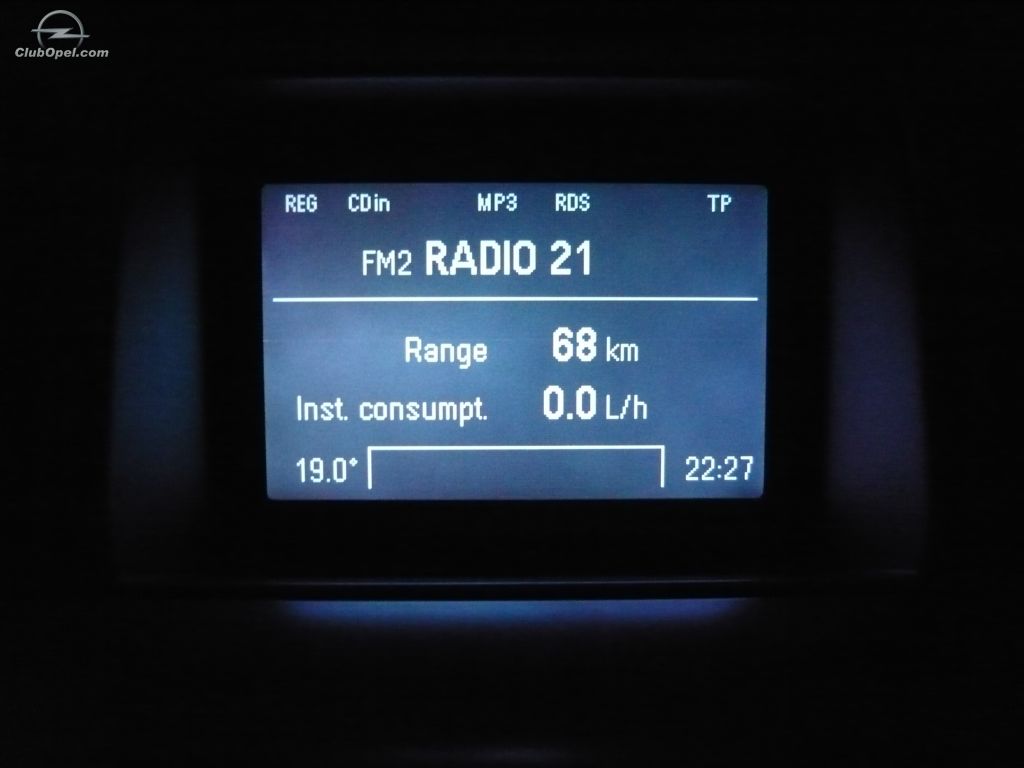 ClubOpel.com
REG CDin MP3 RDS TP
FM2 RADIO 21
Range 68 km
Inst. consumpt. 0.0 L/h
19.0° 22:27